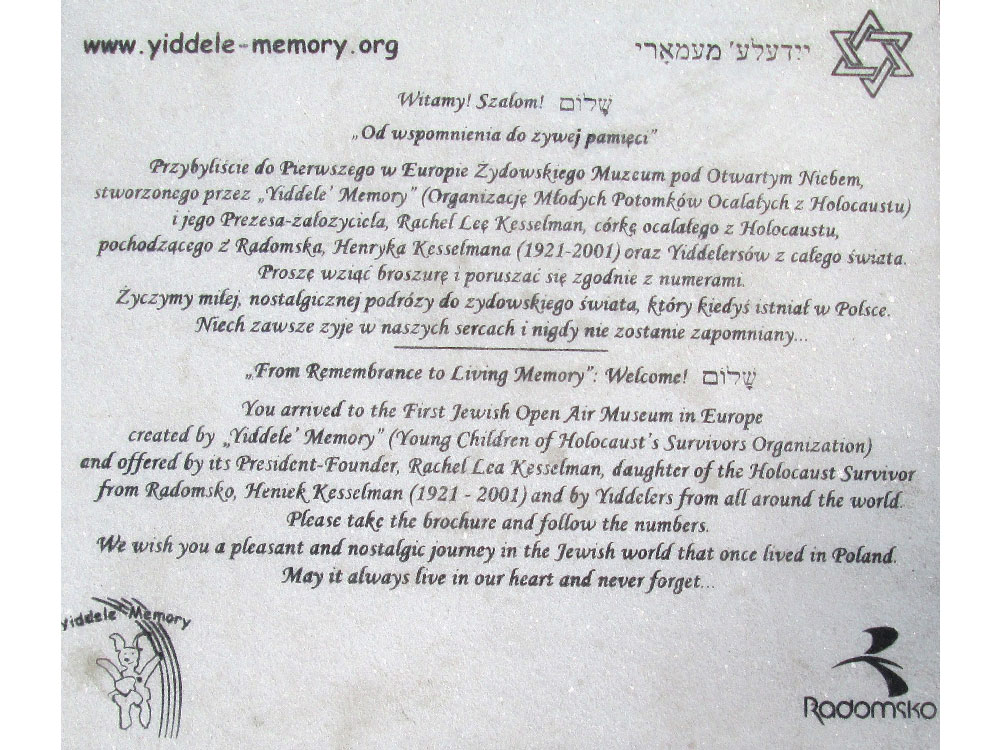 www.yiddele-memory.org
ײִדעלע׳ מעמאָרי
Witamy! Szalom! שָׁלוֹם
„Od wspomnienia do zywej pamięci”
Przybyliście do Pierwszego w Europie Zydowskiego Muzeum pod Otwartym Niebem,
stworzonego przez „Yiddele’ Memory” (Organizację Młodych Potomków Ocalałych z Holocaustu)
i jego Prezesa-załozyciela, Rachel Leę Kesselman, córkę ocalałego z Holocaustu,
pochodzącego z Radomska, Henryka Kesselmana (1921-2001) oraz Yiddelersów z całego świata.
Proszę wziąć broszurę i poruszać się zgodnie z numerami.
Życzymy miłej, nostalgicznej podrózy do zydowskiego świata, który kiedyś istniał w Polsce.
Niech zawsze zyje w naszych sercach i nigdy nie zostanie zapomniany...
„From Remembrance to Living Memory”: Welcome! שָׁלוֹם
You arrived to the First Jewish Open Air Museum in Europe
created by „Yiddele’ Memory” (Young Children of Holocaust’s Survivors Organization)
and offered by its President-Founder, Rachel Lea Kesselman, daughter of the Holocaust Survivor
from Radomsko, Heniek Kesselman (1921 - 2001) and by Yiddelers from all around the world.
Please take the brochure and follow the numbers.
We wish you a pleasant and nostalgic journey in the Jewish world that once lived in Poland.
May it always live in our heart and never forget...
yiddele Memory
Radomsko